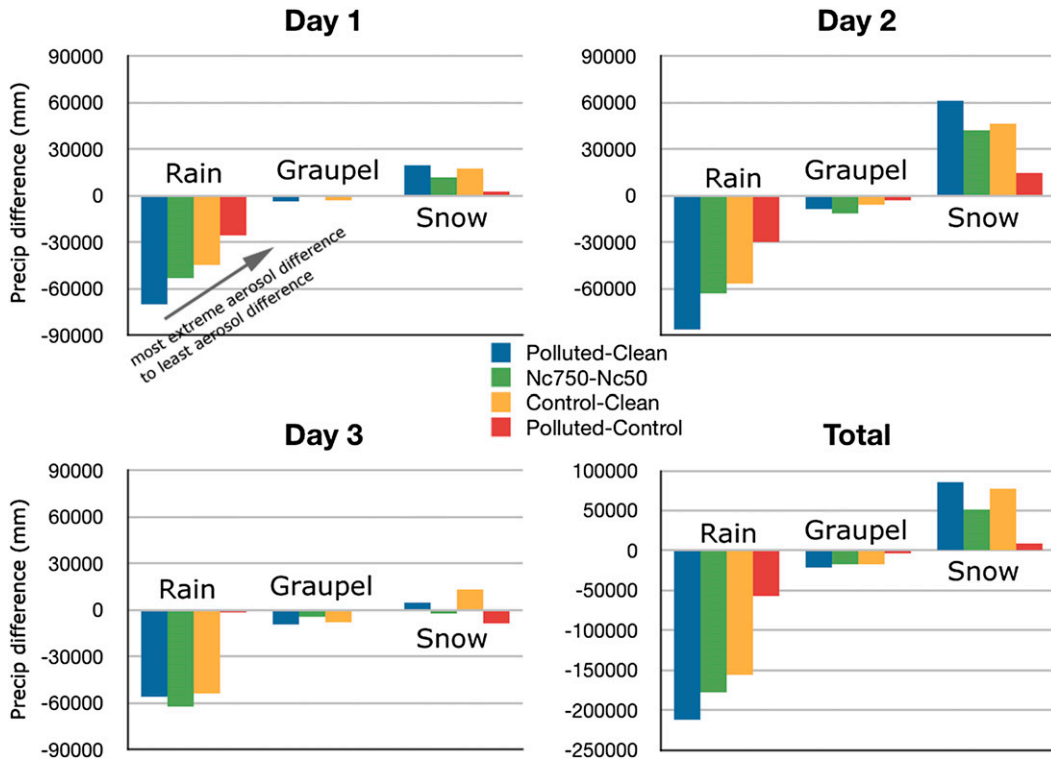 Day 1
Precip difference (mm)
90000
60000
30000
0
-30000
-60000
-90000
Rain
Graupel
Snow
most extreme aerosol difference
to least aerosol difference
Day 2
90000
60000
30000
0
-30000
-60000
Rain
Graupel
Snow
Polluted-Clean
Nc750-Nc50
Control-Clean
Polluted-Control
Day 3
Precip difference (mm)
90000
60000
30000
0
-30000
-60000
-90000
Rain
Graupel
Snow
Total
100000
50000
0
-50000
-100000
-150000
-200000
-250000
Rain
Graupel
Snow